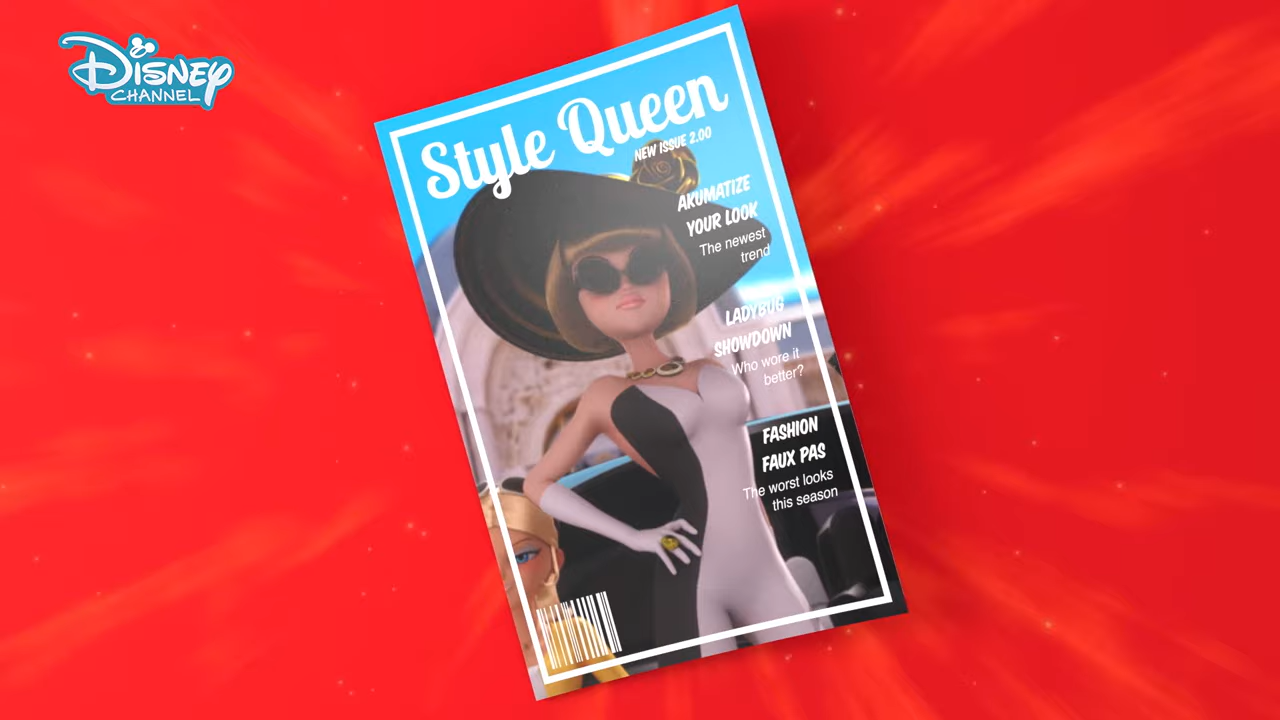 Disney
CHANNEL
Style Queen
NEW ISSUE 2.00
AKUMATIZE
YOUR LOOK
The newest
trend
LADYBUG
SHOWDOWN
Who wore it
better?
FASHION
FAUX PAS
The worst looks
this season